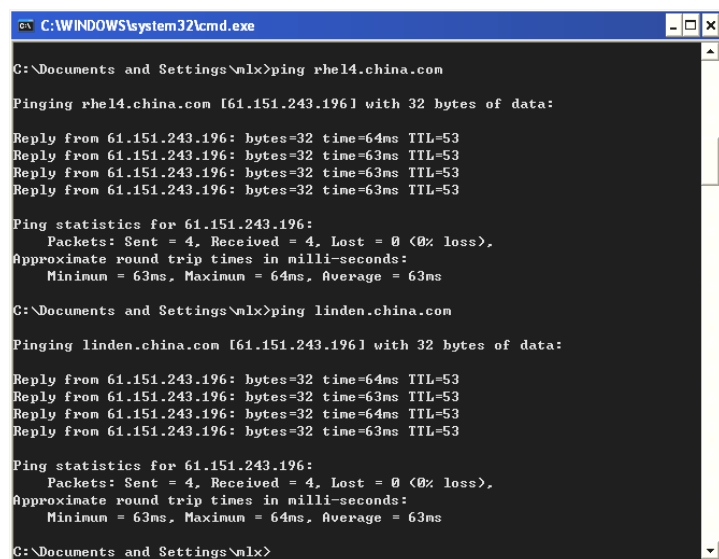 C:\WINDOWS\system32\cmd.exe
C:\Documents and Settings\mlx>ping rhel4.china.com
Pinging rhel4.china.com [61.151.243.196] with 32 bytes of data:
Reply from 61.151.243.196: bytes=32 time=64ms TTL=53
Reply from 61.151.243.196: bytes=32 time=63ms TTL=53
Reply from 61.151.243.196: bytes=32 time=63ms TTL=53
Reply from 61.151.243.196: bytes=32 time=63ms TTL=53
Ping statistics for 61.151.243.196:
Packets: Sent = 4, Received = 4, Lost = 0 (0% loss),
Approximate round trip times in milli-seconds:
Minimum = 63ms, Maximum = 64ms, Average = 63ms
C:\Documents and Settings\mlx>ping linden.china.com
Pinging linden.china.com [61.151.243.196] with 32 bytes of data:
Reply from 61.151.243.196: bytes=32 time=64ms TTL=53
Reply from 61.151.243.196: bytes=32 time=63ms TTL=53
Reply from 61.151.243.196: bytes=32 time=64ms TTL=53
Reply from 61.151.243.196: bytes=32 time=63ms TTL=53
Ping statistics for 61.151.243.196:
Packets: Sent = 4, Received = 4, Lost = 0 (0% loss),
Approximate round trip times in milli-seconds:
Minimum = 63ms, Maximum = 64ms, Average = 63ms
C:\Documents and Settings\mlx>